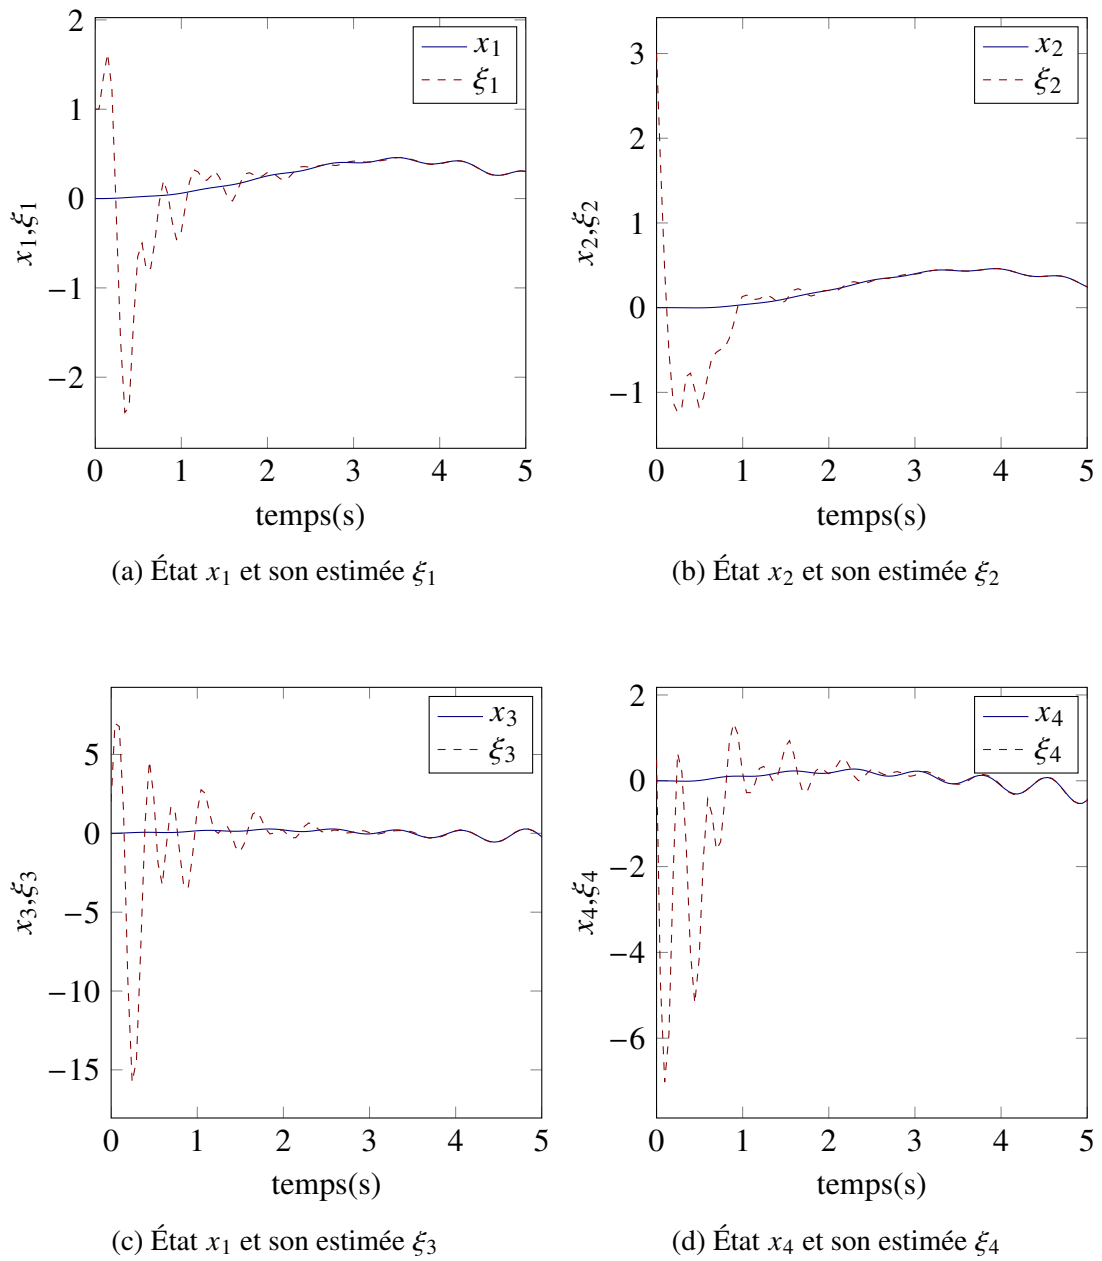 2
1
0
−1
−2
x1,ξ1
x1
ξ1
0 1 2 3 4 5
temps(s)
(a) État x1 et son estimée ξ1
3
2
1
0
−1
x2,ξ2
x2
ξ2
0 1 2 3 4 5
temps(s)
(b) État x2 et son estimée ξ2
5
0
−5
−10
−15
x3,ξ3
x3
ξ3
0 1 2 3 4 5
temps(s)
(c) État x1 et son estimée ξ3
2
0
−2
−4
−6
x4,ξ4
x4
ξ4
0 1 2 3 4 5
temps(s)
(d) État x4 et son estimée ξ4